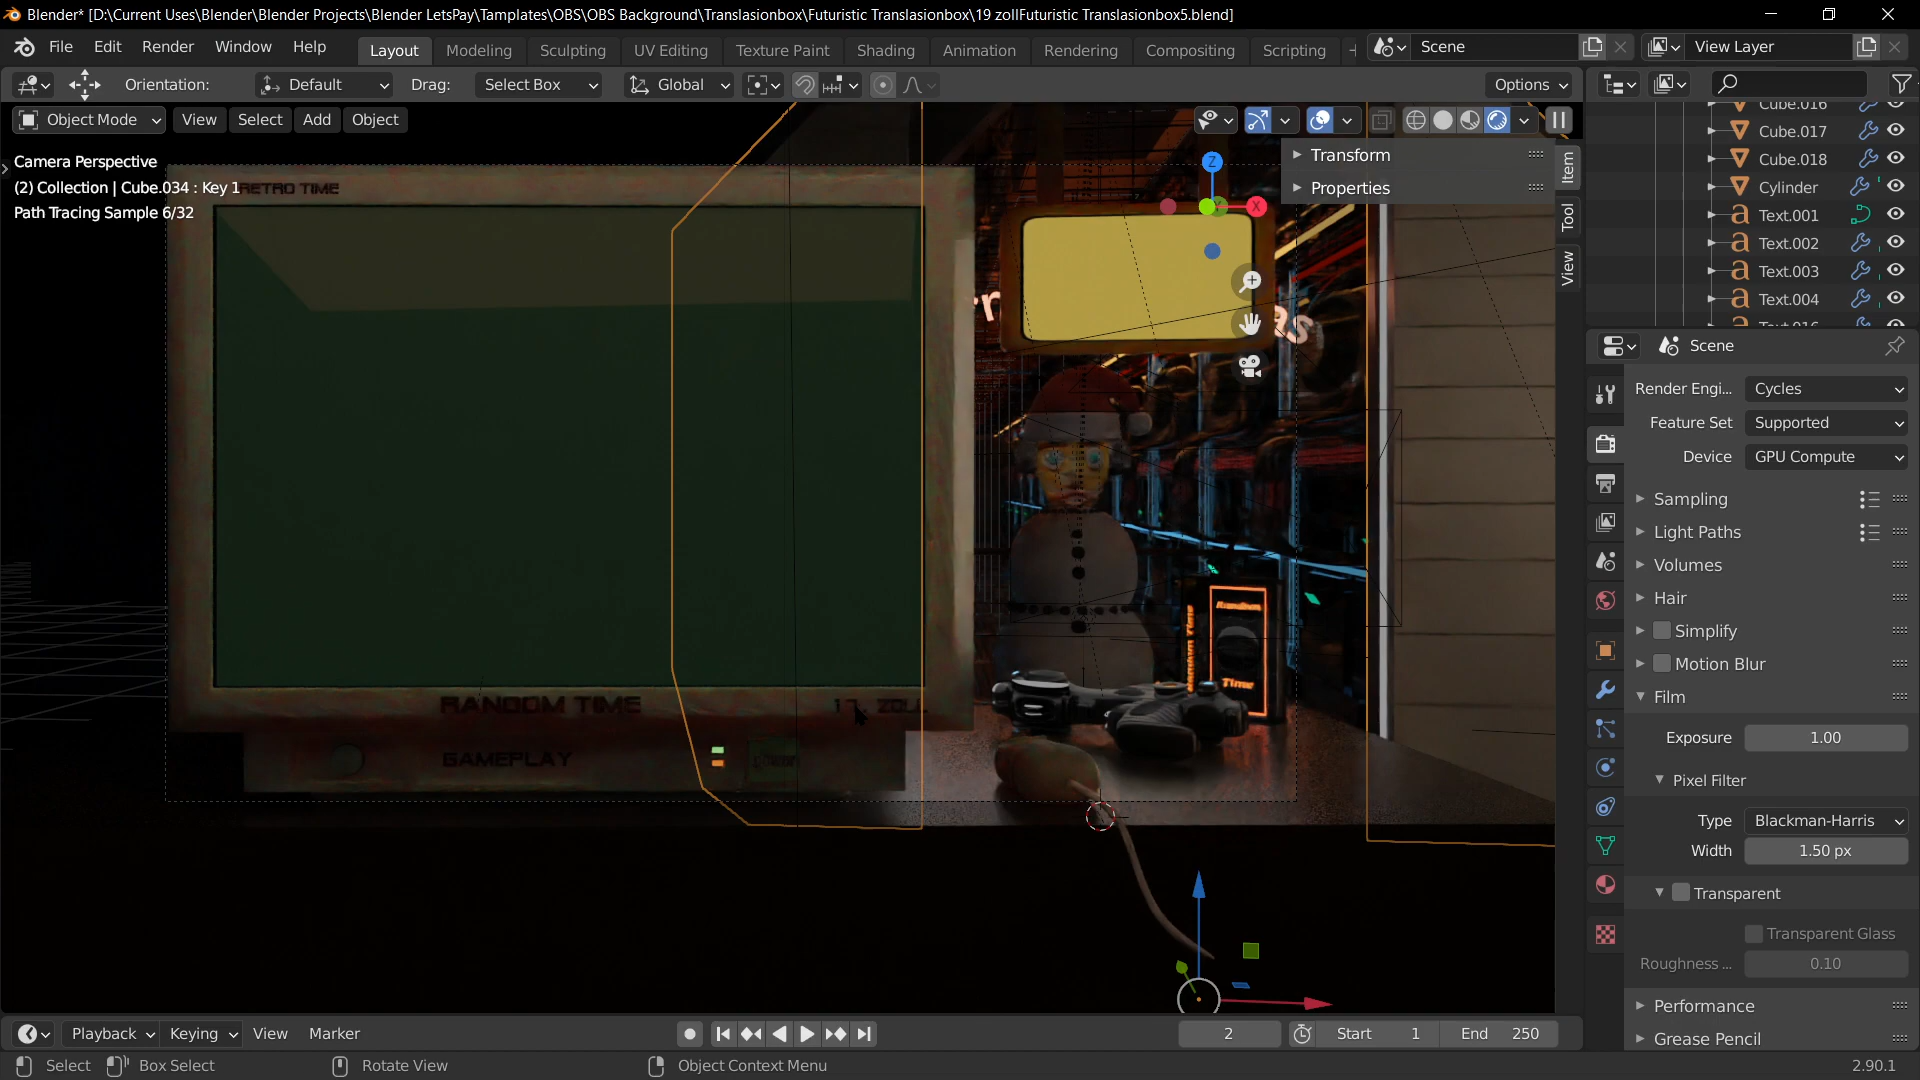 Blender* [D:\Current Uses\Blender\Blender Projects\Blender LetsPay\Tamplates\OBS\OBS Background\Translasionbox\Futuristic Translasionbox\19 zollFuturistic Translasionbox5.blend]
File Edit Render Window Help Layout Modeling Sculpting UV Editing Texture Paint Shading Animation Rendering Compositing Scripting Scene View Layer
Orientation: Default Drag: Select Box Global Options
Object Mode View Select Add Object
Camera Perspective
(2) Collection | Cube.034 : Key 1
Path Tracing Sample 6/32
RETRO TIME
RANDOM TIME
GAMEPLAY
Time
Z
X
Transform
Properties
Item
Tool
View
Cube.016
Cube.017
Cube.018
Cylinder
Text.001
Text.002
Text.003
Text.004
Scene
Render Engi... Cycles
Feature Set Supported
Device GPU Compute
Sampling
Light Paths
Volumes
Hair
Simplify
Motion Blur
Film
Exposure 1.00
Pixel Filter
Type Blackman-Harris
Width 1.50 px
Transparent
Transparent Glass
Roughness ... 0.10
Performance
Grease Pencil
Playback Keying View Marker 2 Start 1 End 250
Select Box Select Rotate View Object Context Menu 2.90.1